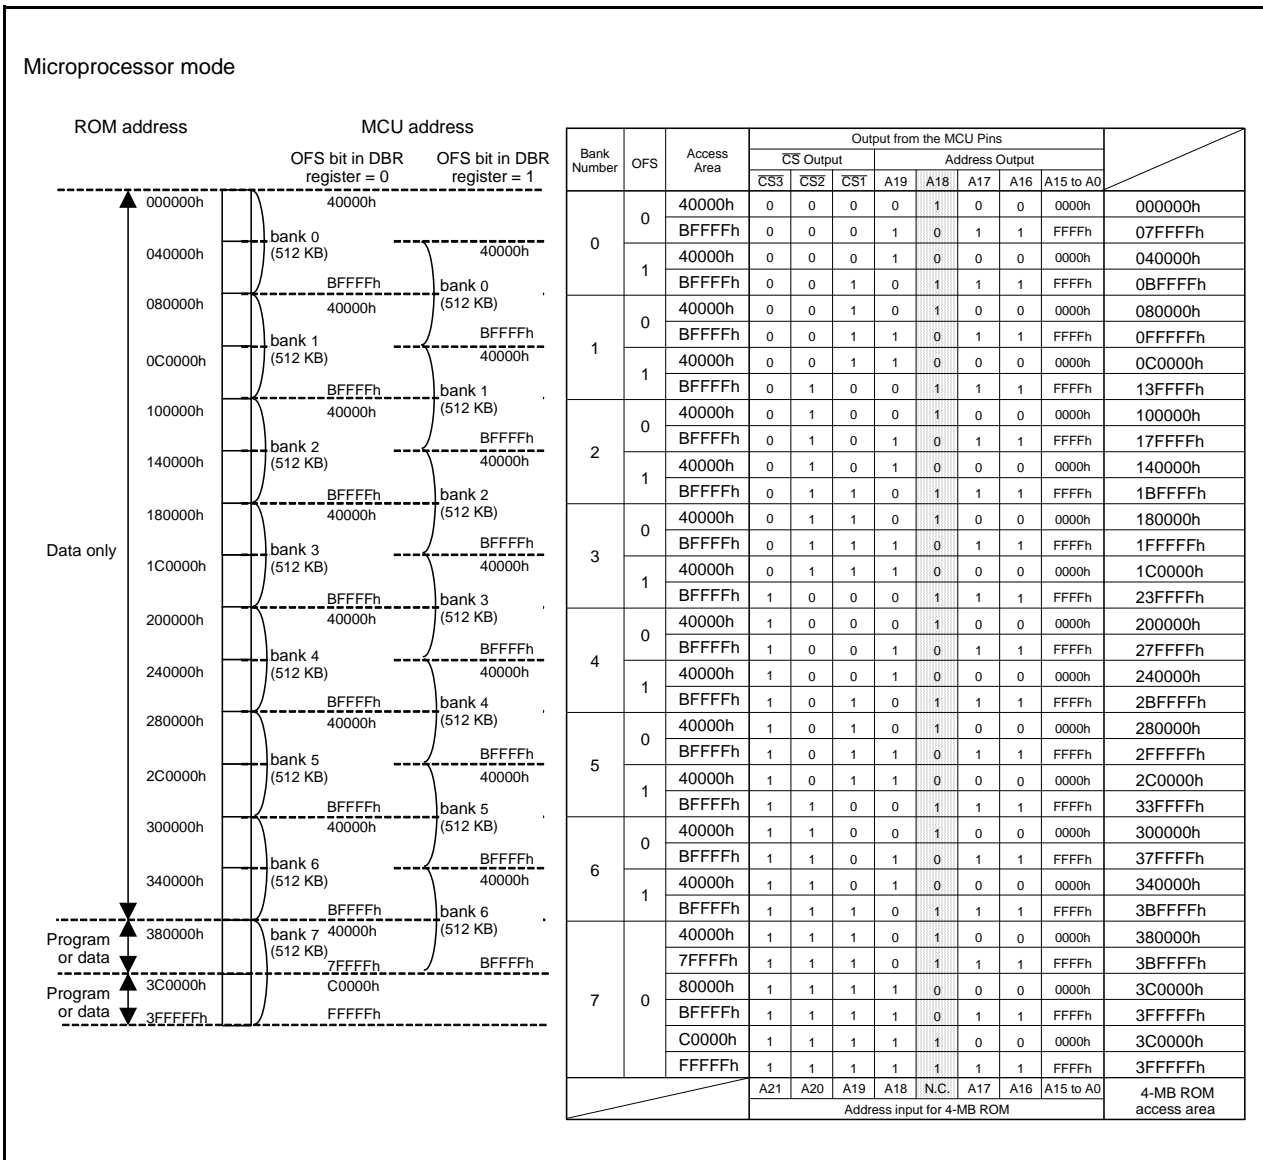 Microprocessor mode
ROM address
MCU address
OFS bit in DBR register = 0
OFS bit in DBR register = 1
000000h
040000h
080000h
0C0000h
100000h
140000h
180000h
1C0000h
200000h
240000h
280000h
2C0000h
300000h
340000h
380000h
3C0000h
3FFFFFh
Data only
Program or data
Program or data
40000h
bank 0 (512 KB)
BFFFFh
40000h
bank 1 (512 KB)
BFFFFh
40000h
bank 2 (512 KB)
BFFFFh
40000h
bank 3 (512 KB)
BFFFFh
40000h
bank 4 (512 KB)
BFFFFh
40000h
bank 5 (512 KB)
BFFFFh
40000h
bank 6 (512 KB)
BFFFFh
40000h
bank 7 (512 KB)
7FFFFh
C0000h
FFFFFh
40000h
bank 0 (512 KB)
BFFFFh
40000h
bank 1 (512 KB)
BFFFFh
40000h
bank 2 (512 KB)
BFFFFh
40000h
bank 3 (512 KB)
BFFFFh
40000h
bank 4 (512 KB)
BFFFFh
40000h
bank 5 (512 KB)
BFFFFh
40000h
bank 6 (512 KB)
BFFFFh
Bank Number OFS Access Area Output from the MCU Pins
CS Output Address Output
CS3 CS2 CS1 A19 A18 A17 A16 A15 to A0
0 0 40000h 0 0 0 0 1 0 0 0000h 000000h
BFFFFh 0 0 0 1 0 1 1 FFFFh 07FFFFh
1 40000h 0 0 0 1 0 0 0 0000h 040000h
BFFFFh 0 0 1 0 1 1 1 FFFFh 0BFFFFh
1 0 40000h 0 0 1 0 1 0 0 0000h 080000h
BFFFFh 0 0 1 1 0 1 1 FFFFh 0FFFFFh
1 40000h 0 0 1 1 0 0 0 0000h 0C0000h
BFFFFh 0 1 0 0 1 1 1 FFFFh 13FFFFh
2 0 40000h 0 1 0 0 1 0 0 0000h 100000h
BFFFFh 0 1 0 1 0 1 1 FFFFh 17FFFFh
1 40000h 0 1 0 1 0 0 0 0000h 140000h
BFFFFh 0 1 1 0 1 1 1 FFFFh 1BFFFFh
3 0 40000h 0 1 1 0 1 0 0 0000h 180000h
BFFFFh 0 1 1 1 0 1 1 FFFFh 1FFFFFh
1 40000h 0 1 1 1 0 0 0 0000h 1C0000h
BFFFFh 1 0 0 0 1 1 1 FFFFh 23FFFFh
4 0 40000h 1 0 0 0 1 0 0 0000h 200000h
BFFFFh 1 0 0 1 0 1 1 FFFFh 27FFFFh
1 40000h 1 0 0 1 0 0 0 0000h 240000h
BFFFFh 1 0 1 0 1 1 1 FFFFh 2BFFFFh
5 0 40000h 1 0 1 0 1 0 0 0000h 280000h
BFFFFh 1 0 1 1 0 1 1 FFFFh 2FFFFFh
1 40000h 1 0 1 1 0 0 0 0000h 2C0000h
BFFFFh 1 1 0 0 1 1 1 FFFFh 33FFFFh
6 0 40000h 1 1 0 0 1 0 0 0000h 300000h
BFFFFh 1 1 0 1 0 1 1 FFFFh 37FFFFh
1 40000h 1 1 0 1 0 0 0 0000h 340000h
BFFFFh 1 1 1 0 1 1 1 FFFFh 3BFFFFh
7 0 40000h 1 1 1 0 1 0 0 0000h 380000h
7FFFFh 1 1 1 0 1 1 1 FFFFh 3BFFFFh
80000h 1 1 1 1 0 0 0 0000h 3C0000h
BFFFFh 1 1 1 1 0 1 1 FFFFh 3FFFFFh
C0000h 1 1 1 1 1 0 0 0000h 3C0000h
FFFFFh 1 1 1 1 1 1 1 FFFFh 3FFFFFh
A21 A20 A19 A18 N.C. A17 A16 A15 to A0 4-MB ROM access area
Address input for 4-MB ROM